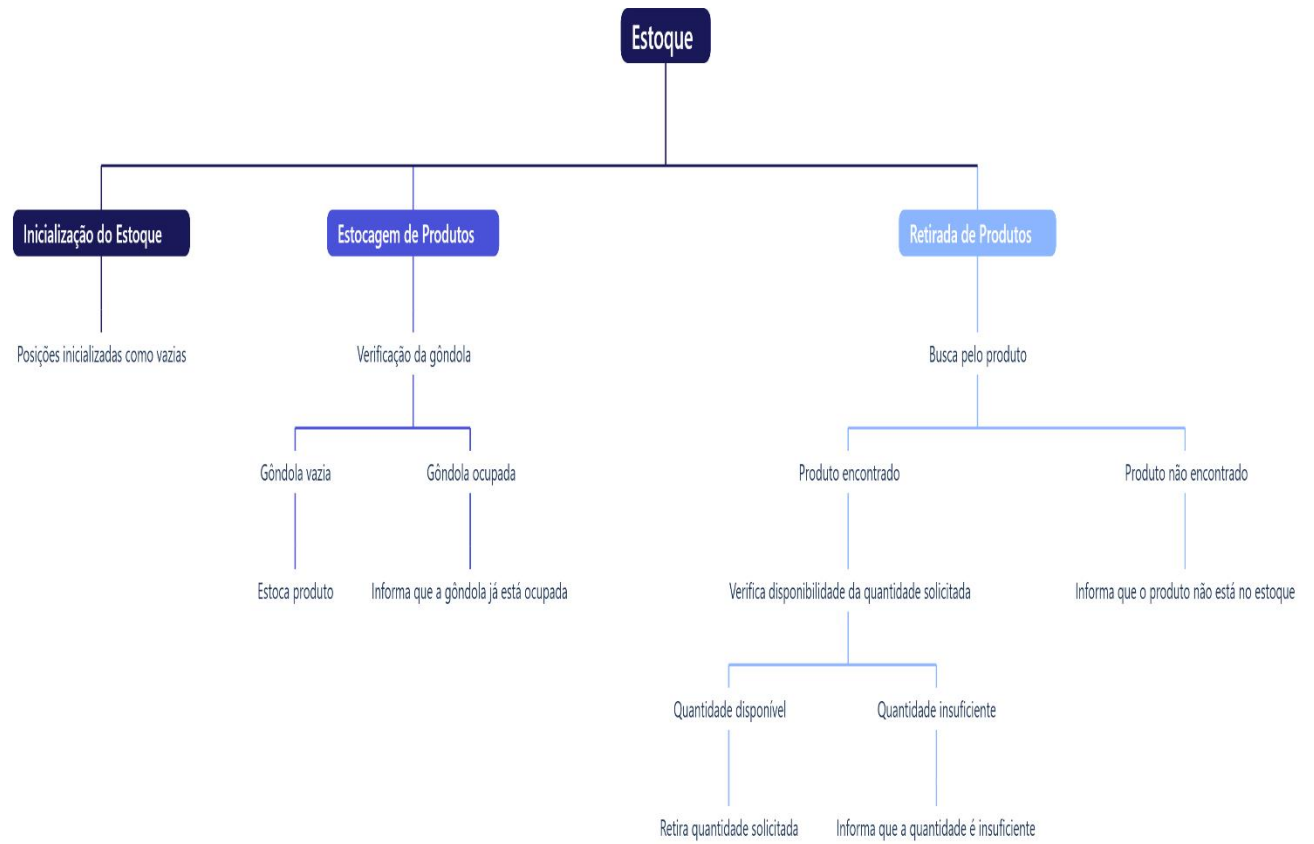 Estoque
Inicialização do Estoque
Estocagem de Produtos
Retirada de Produtos
Posições inicializadas como vazias
Verificação da gôndola
Busca pelo produto
Gôndola vazia
Gôndola ocupada
Produto encontrado
Produto não encontrado
Estoca produto
Informa que a gôndola já está ocupada
Verifica disponibilidade da quantidade solicitada
Informa que o produto não está no estoque
Quantidade disponível
Quantidade insuficiente
Retira quantidade solicitada
Informa que a quantidade é insuficiente